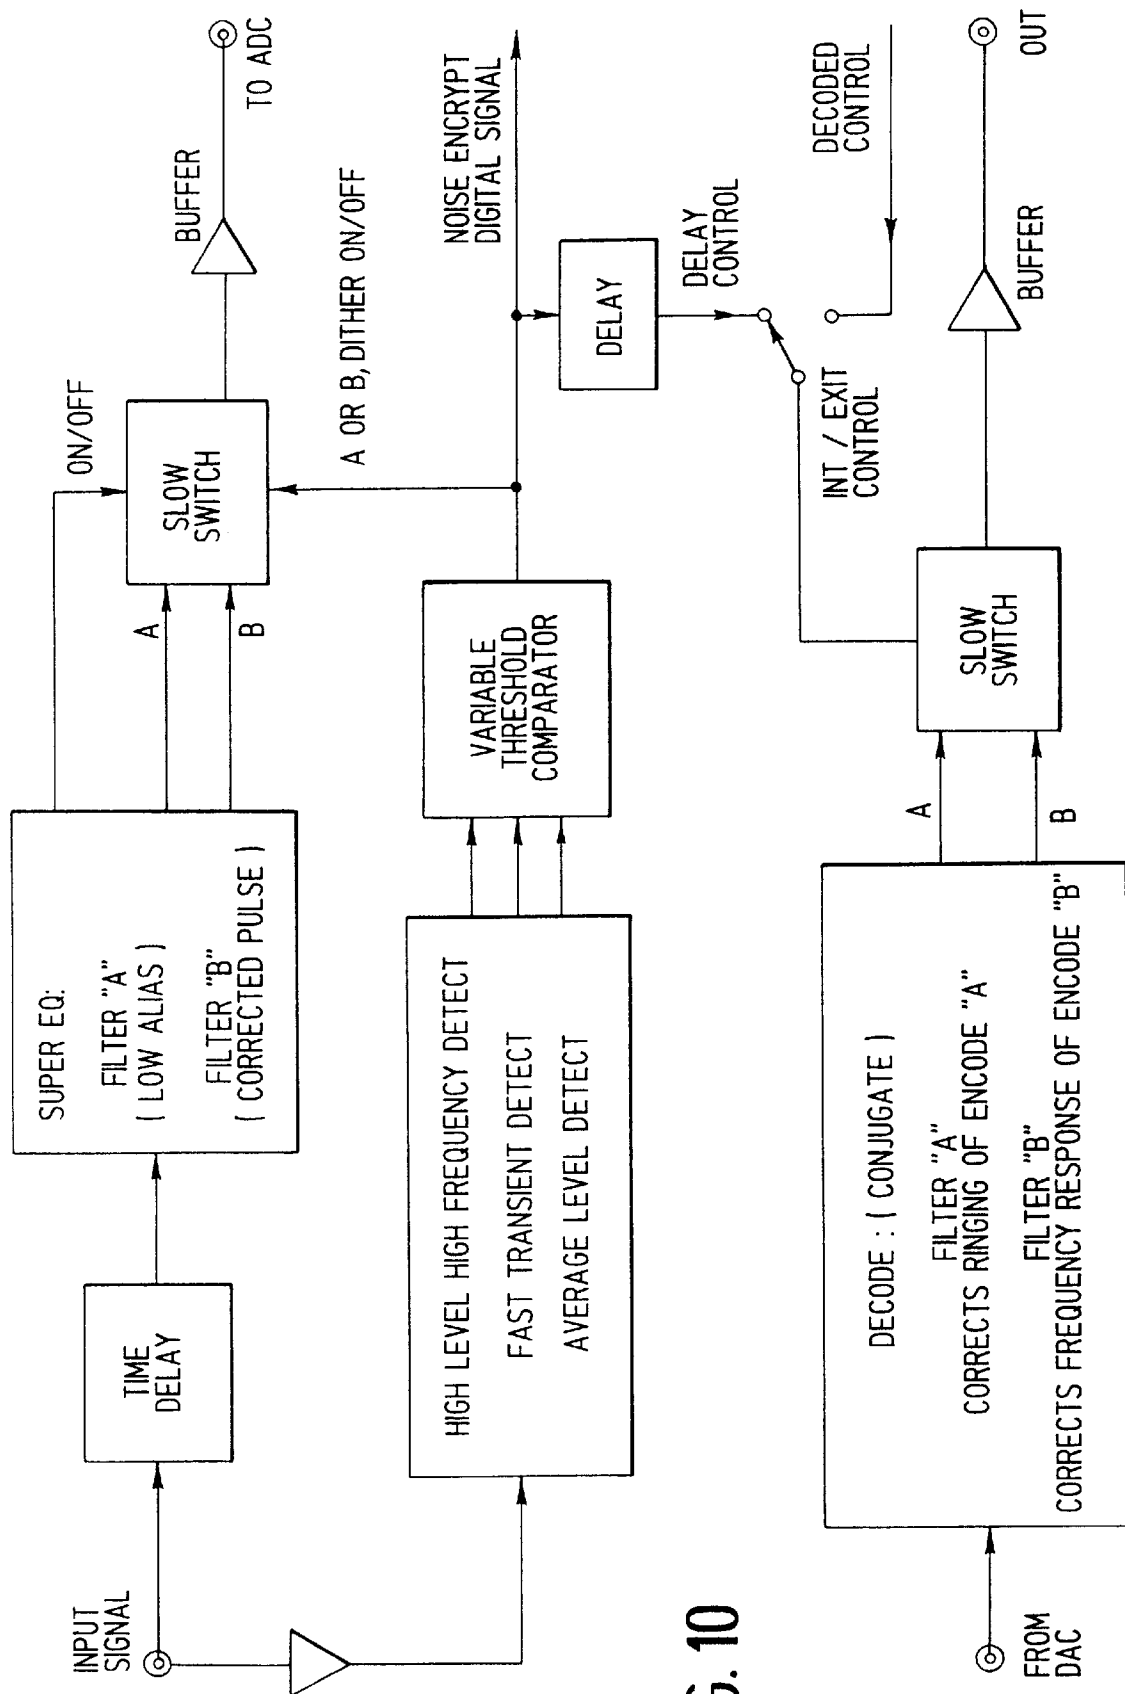 INPUT
SIGNAL
TIME
DELAY
SUPER EQ:
FILTER "A"
( LOW ALIAS )
FILTER "B"
( CORRECTED PULSE )
A
B
ON/OFF
SLOW
SWITCH
BUFFER
TO ADC
HIGH LEVEL HIGH FREQUENCY DETECT
FAST TRANSIENT DETECT
AVERAGE LEVEL DETECT
VARIABLE
THRESHOLD
COMPARATOR
A OR B, DITHER ON/OFF
NOISE ENCRYPT
DIGITAL SIGNAL
DELAY
DELAY
CONTROL
INT / EXIT
CONTROL
DECODED
CONTROL
FROM
DAC
DECODE : ( CONJUGATE )
FILTER "A"
CORRECTS RINGING OF ENCODE "A"
FILTER "B"
CORRECTS FREQUENCY RESPONSE OF ENCODE "B"
A
B
SLOW
SWITCH
BUFFER
OUT
G. 10